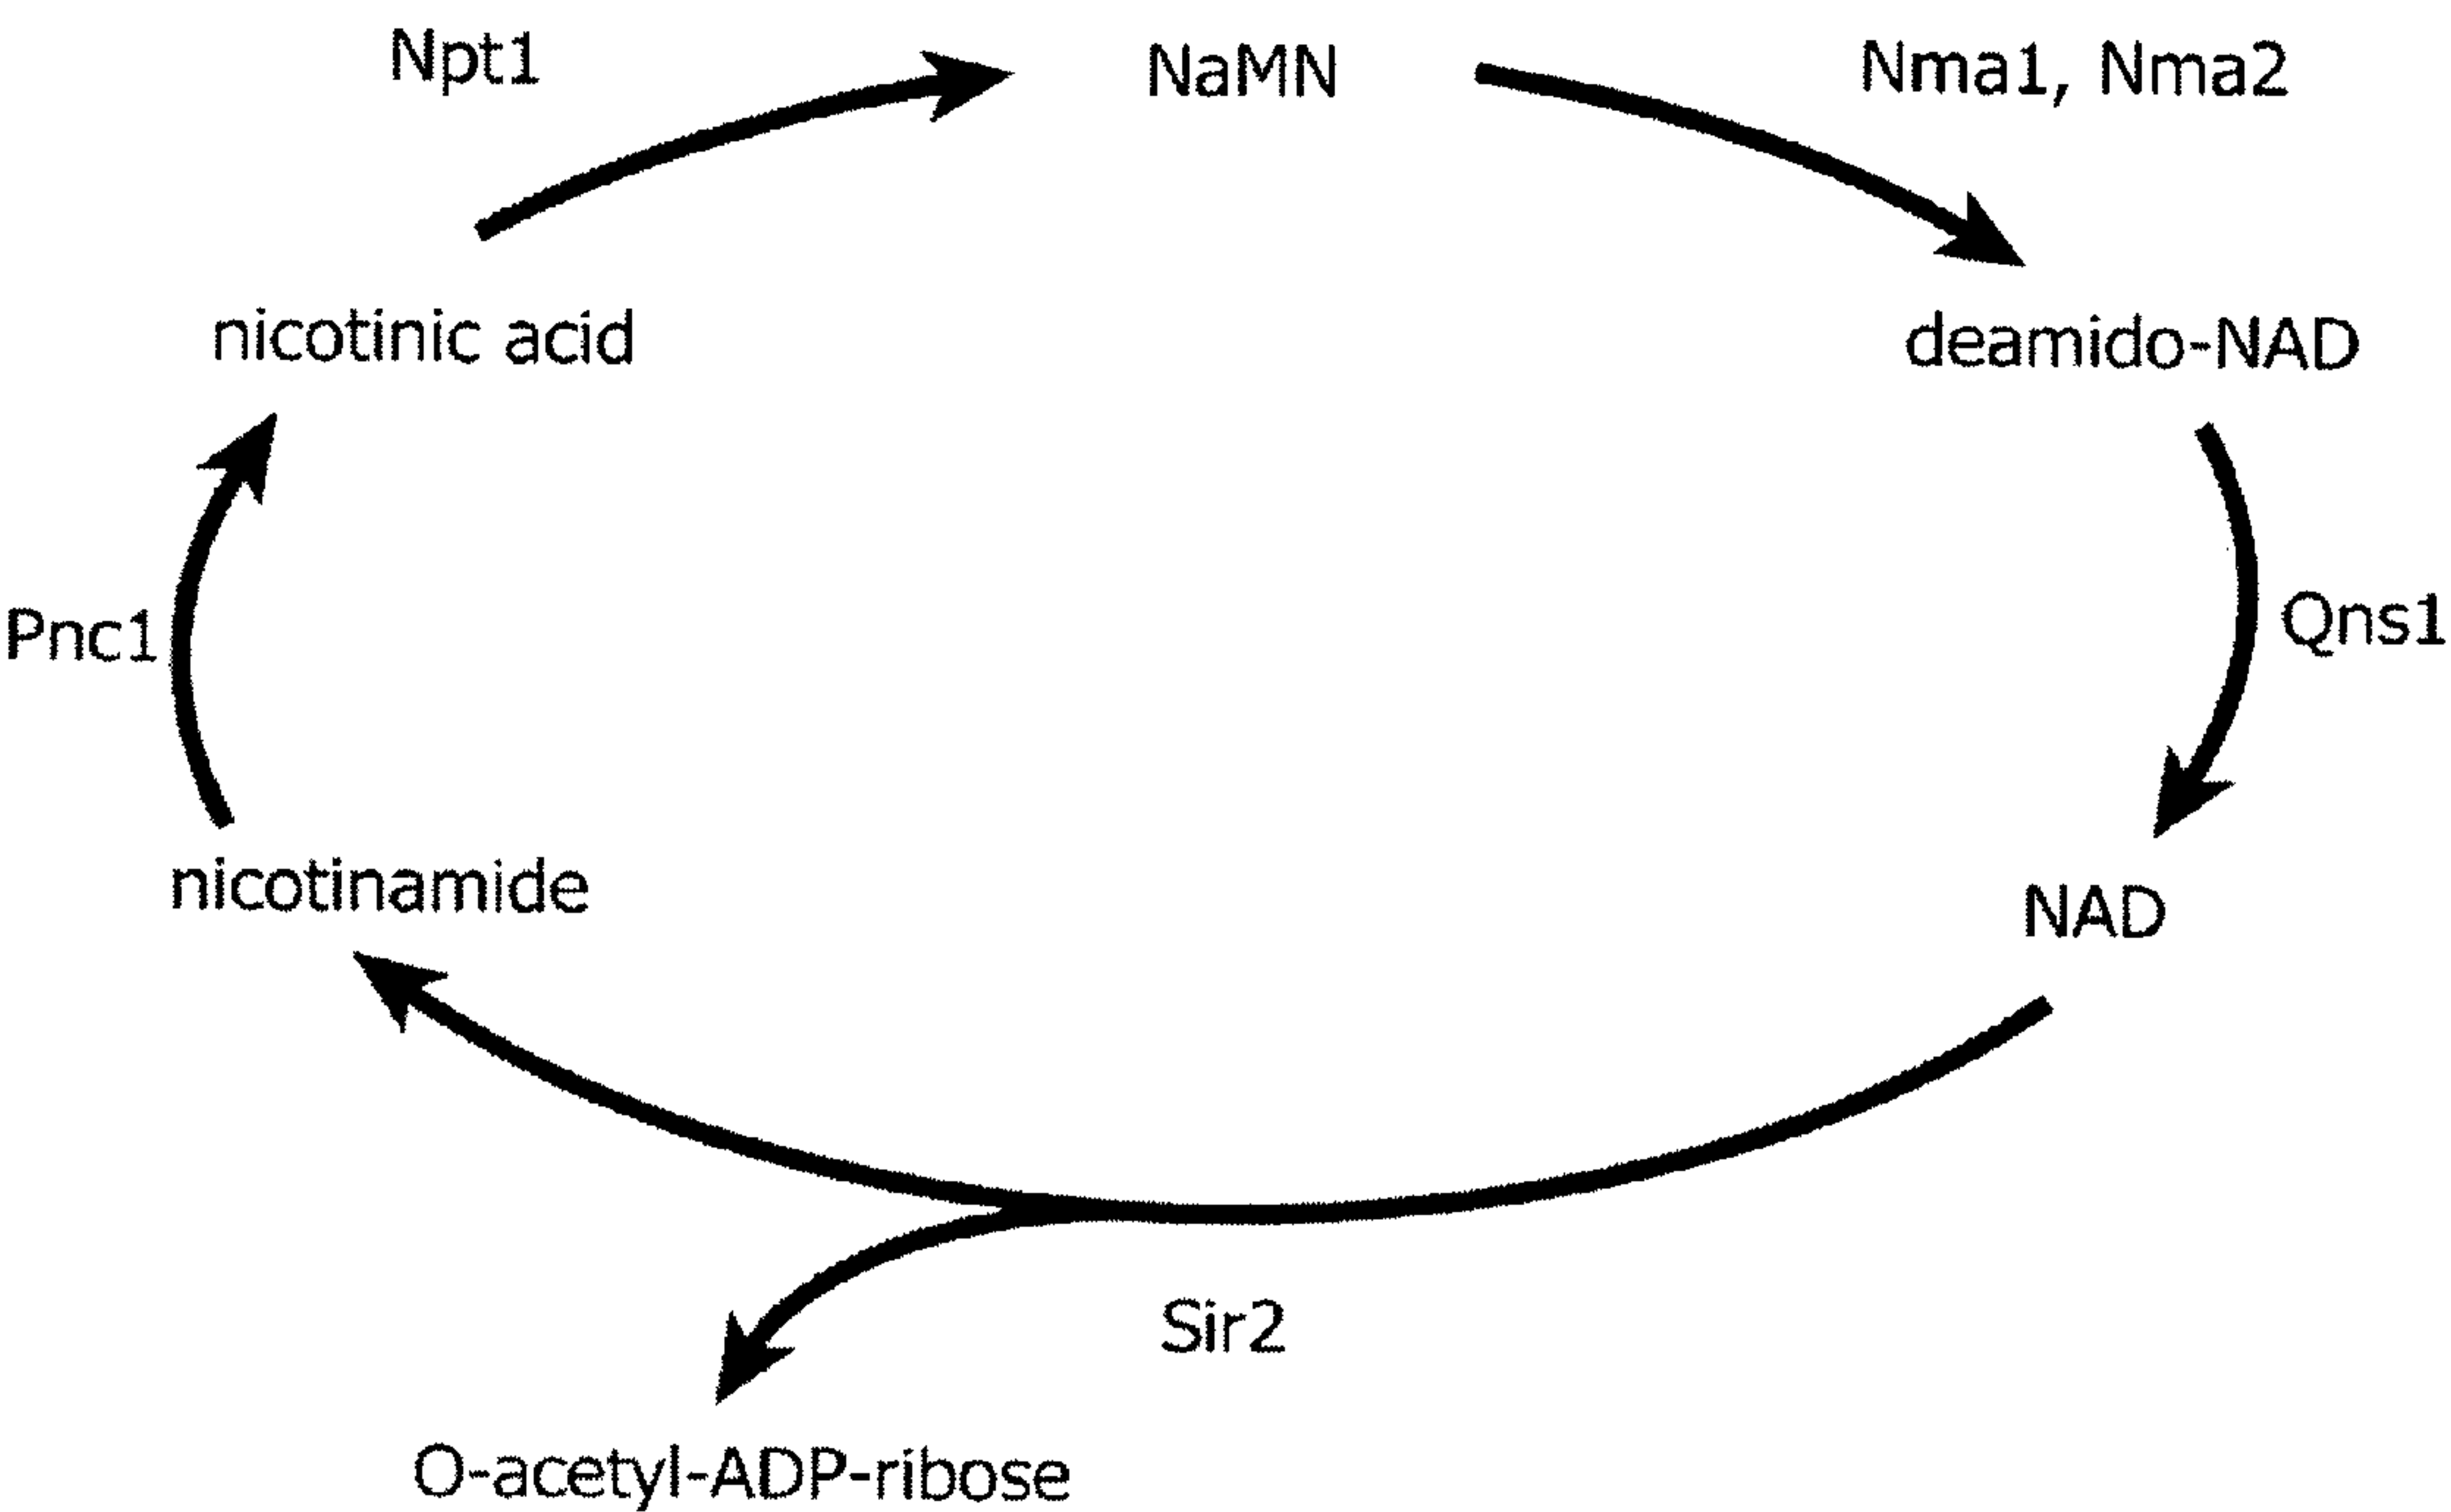 Npt1
NaMN
Nma1, Nma2
nicotinic acid
deamido-NAD
Pnc1
Qns1
nicotinamide
NAD
Sir2
O-acetyl-ADP-ribose